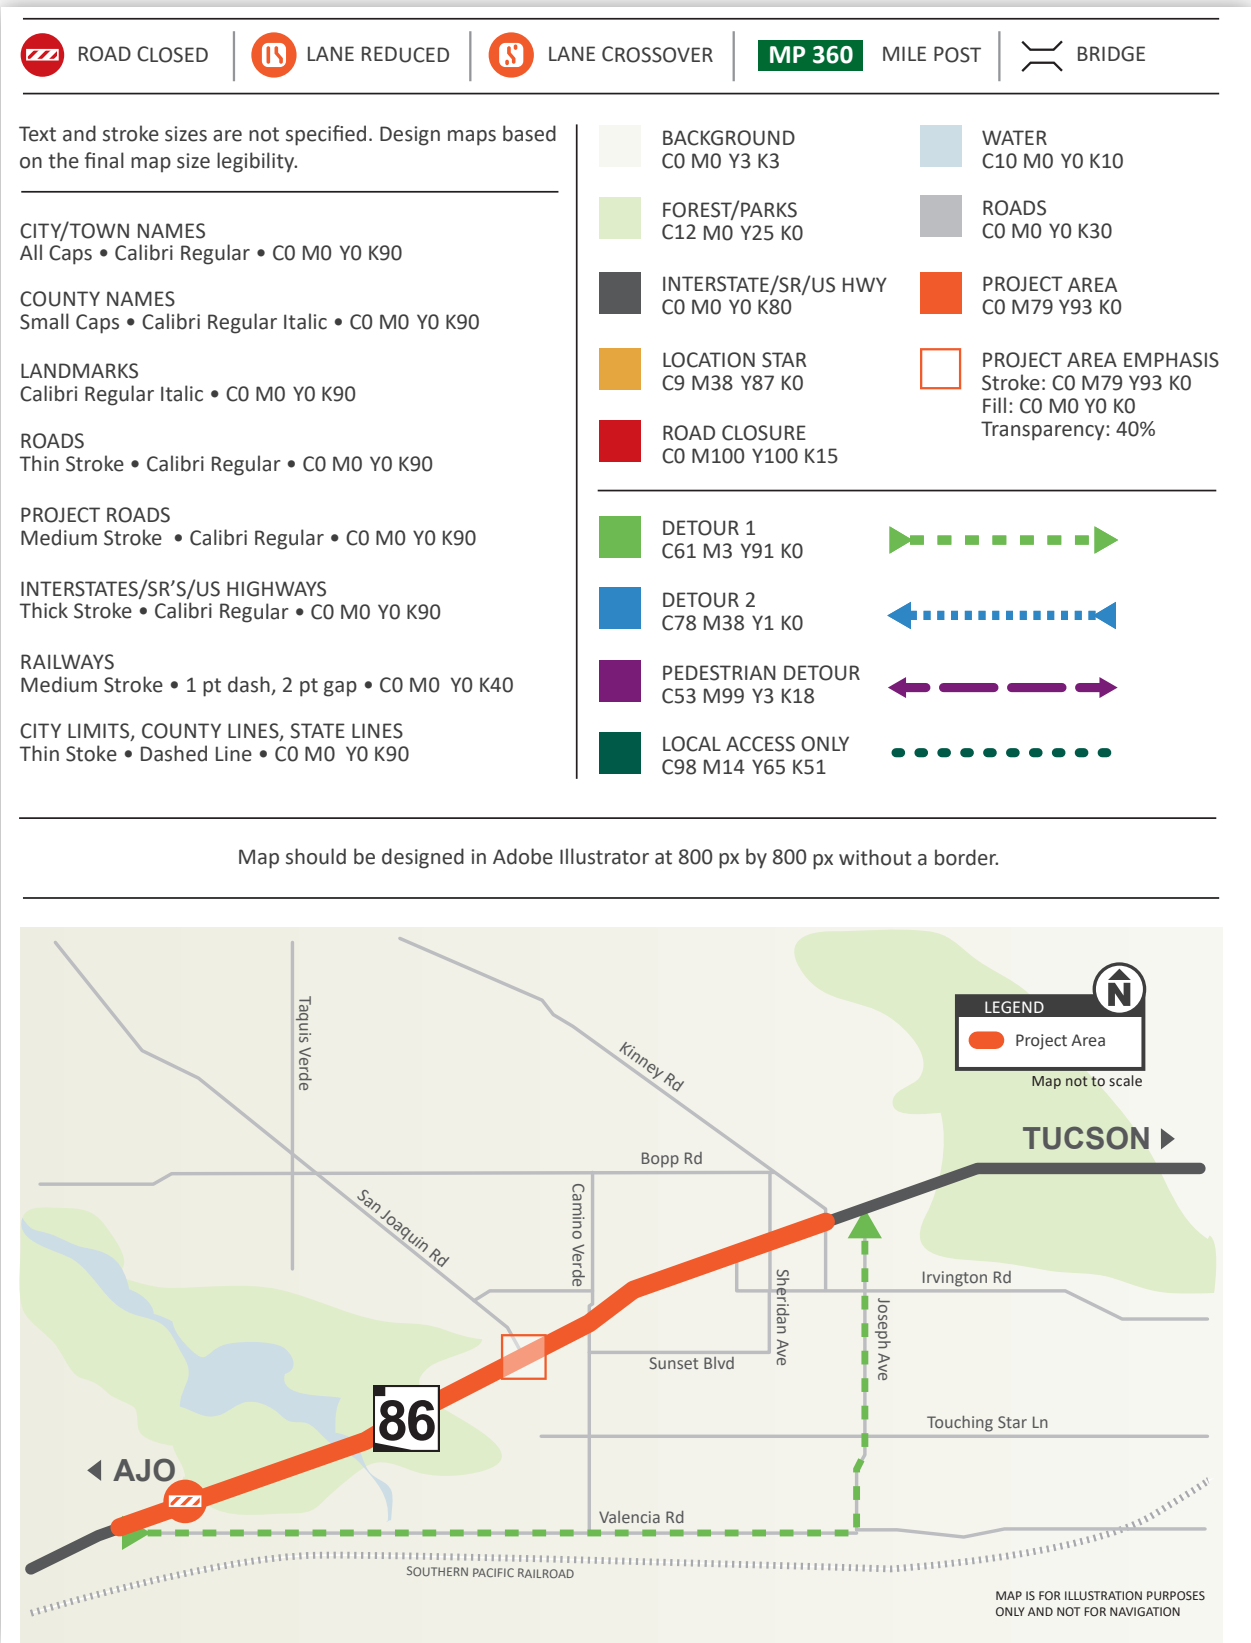 ROAD CLOSED
LANE REDUCED
LANE CROSSOVER
MP 360
MILE POST
BRIDGE
Text and stroke sizes are not specified. Design maps based
on the final map size legibility.
CITY/TOWN NAMES
All Caps • Calibri Regular • C0 M0 Y0 K90
COUNTY NAMES
Small Caps • Calibri Regular Italic • C0 M0 Y0 K90
LANDMARKS
Calibri Regular Italic • C0 M0 Y0 K90
ROADS
Thin Stroke • Calibri Regular • C0 M0 Y0 K90
PROJECT ROADS
Medium Stroke • Calibri Regular • C0 M0 Y0 K90
INTERSTATES/SR'S/US HIGHWAYS
Thick Stroke • Calibri Regular • C0 M0 Y0 K90
RAILWAYS
Medium Stroke • 1 pt dash, 2 pt gap • C0 M0 Y0 K40
CITY LIMITS, COUNTY LINES, STATE LINES
Thin Stoke • Dashed Line • C0 M0 Y0 K90
BACKGROUND
C0 M0 Y3 K3
FOREST/PARKS
C12 M0 Y25 K0
INTERSTATE/SR/US HWY
C0 M0 Y0 K80
LOCATION STAR
C9 M38 Y87 K0
ROAD CLOSURE
C0 M100 Y100 K15
WATER
C10 M0 Y0 K10
ROADS
C0 M0 Y0 K30
PROJECT AREA
C0 M79 Y93 K0
PROJECT AREA EMPHASIS
Stroke: C0 M79 Y93 K0
Fill: C0 M0 Y0 K0
Transparency: 40%
DETOUR 1
C61 M3 Y91 K0
DETOUR 2
C78 M38 Y1 K0
PEDESTRIAN DETOUR
C53 M99 Y3 K18
LOCAL ACCESS ONLY
C98 M14 Y65 K51
Map should be designed in Adobe Illustrator at 800 px by 800 px without a border.
N
LEGEND
Project Area
Map not to scale
Taquis Verde
Kinney Rd
TUCSON
Bopp Rd
San Joaquin Rd
Camino Verde
Sheridan Ave
Irvington Rd
Joseph Ave
Sunset Blvd
86
Touching Star Ln
AJO
Valencia Rd
SOUTHERN PACIFIC RAILROAD
MAP IS FOR ILLUSTRATION PURPOSES
ONLY AND NOT FOR NAVIGATION